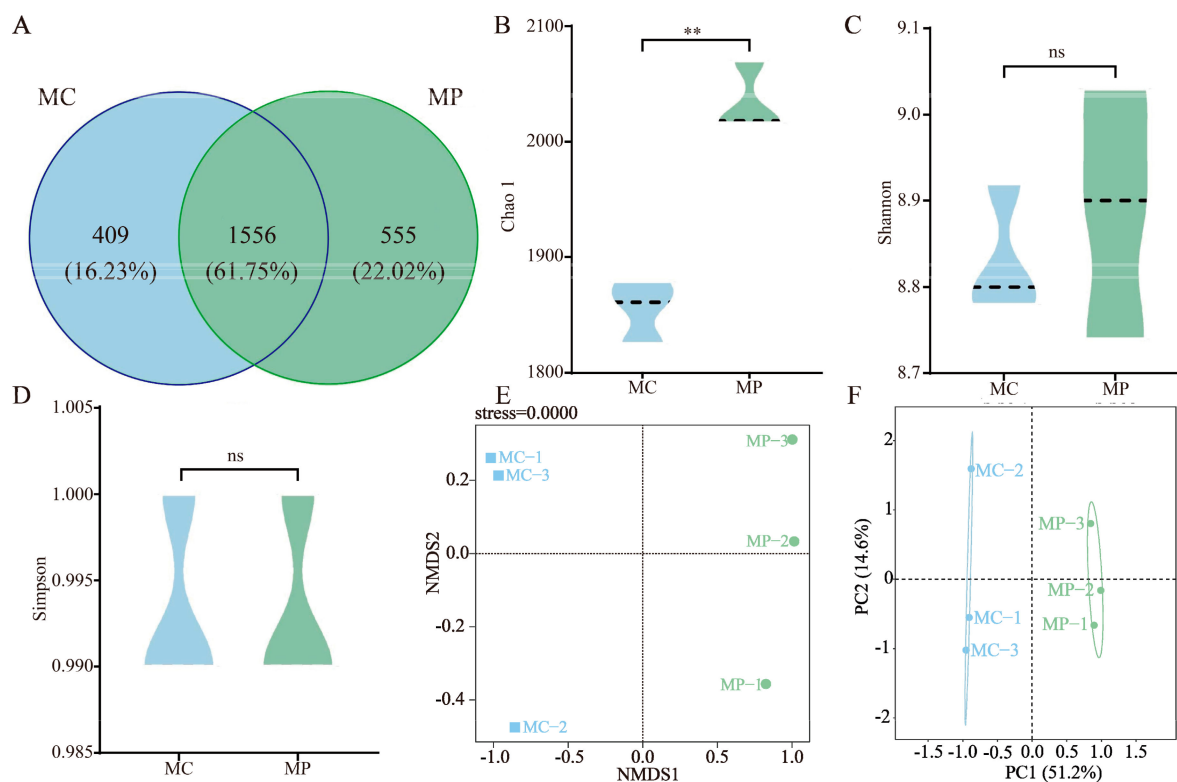 A
MC
MP
409
(16.23%)
1556
(61.75%)
555
(22.02%)
B
**
2100
2000
1900
1800
Chao 1
MC
MP
C
ns
9.1
9.0
8.9
8.8
8.7
Shannon
MC
MP
D
ns
1.005
1.000
0.995
0.990
0.985
Simpson
MC
MP
E
stress=0.0000
MP-3
MC-1
MC-3
MP-2
MP-1
MC-2
0.2
0.0
-0.2
-0.4
NMDS2
-1.0
-0.5
0.0
0.5
1.0
NMDS1
F
MC-2
MP-3
MP-2
MC-1
MP-1
MC-3
2
1
0
-1
-2
PC2 (14.6%)
-1.5
-1.0
-0.5
0.0
0.5
1.0
1.5
PC1 (51.2%)